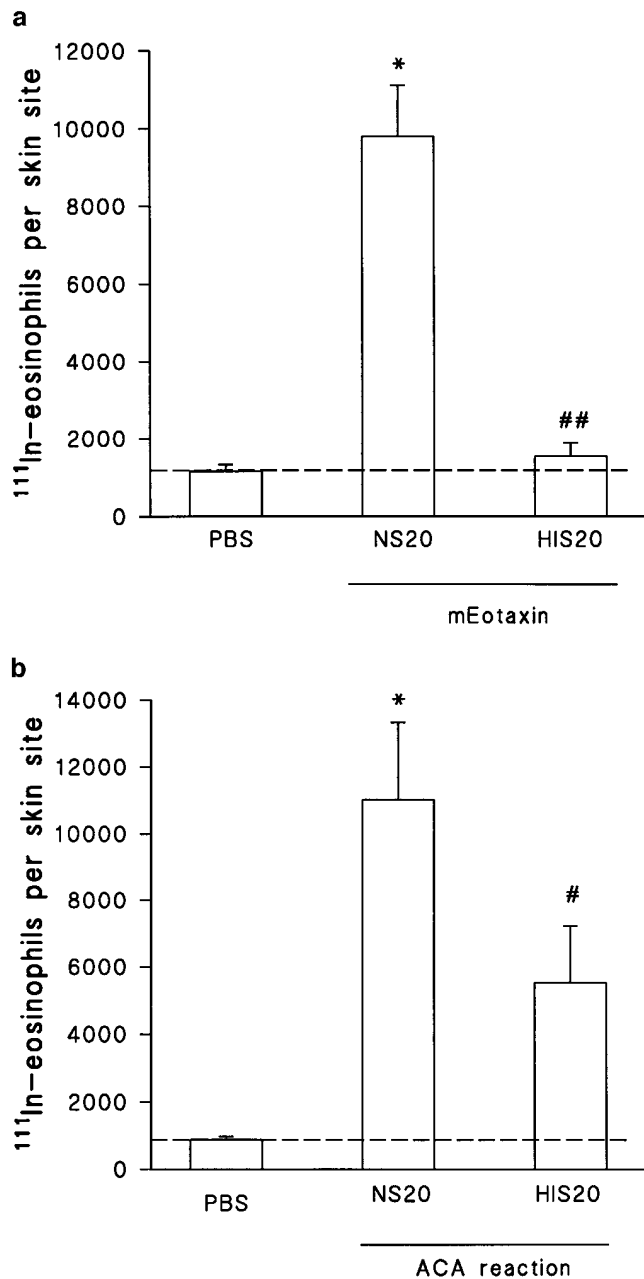 a
12000
10000
8000
6000
4000
2000
0
¹¹¹In-eosinophils per skin site
*
##
PBS NS20 HIS20
mEotaxin
b
14000
12000
10000
8000
6000
4000
2000
0
¹¹¹In-eosinophils per skin site
*
#
PBS NS20 HIS20
ACA reaction